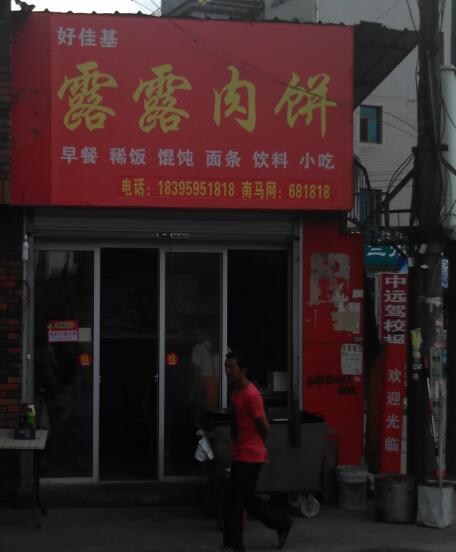 好佳基
露露肉饼
早餐 稀饭 馄饨 面条 饮料 小吃
电话：18395951818 南马网：681818
中远驾校报
欢迎光临